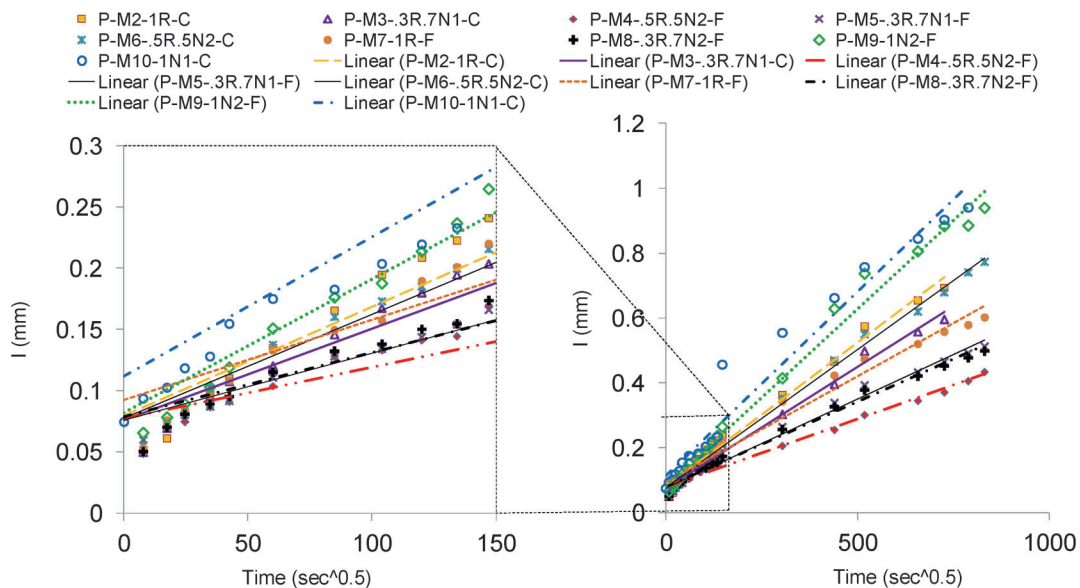 P-M2-1R-C P-M3-.3R.7N1-C P-M4-.5R.5N2-F P-M5-.3R.7N1-F
P-M6-.5R.5N2-C P-M7-1R-F P-M8-.3R.7N2-F P-M9-1N2-F
P-M10-1N1-C Linear (P-M2-1R-C) Linear (P-M3-.3R.7N1-C) Linear (P-M4-.5R.5N2-F)
Linear (P-M5-.3R.7N1-F) Linear (P-M6-.5R.5N2-C) Linear (P-M7-1R-F) Linear (P-M8-.3R.7N2-F)
Linear (P-M9-1N2-F) Linear (P-M10-1N1-C)
0.3
0.25
0.2
0.15
0.1
0.05
0
I (mm)
0 50 100 150
Time (sec^0.5)
1.2
1
0.8
0.6
0.4
0.2
0
I (mm)
0 500 1000
Time (sec^0.5)